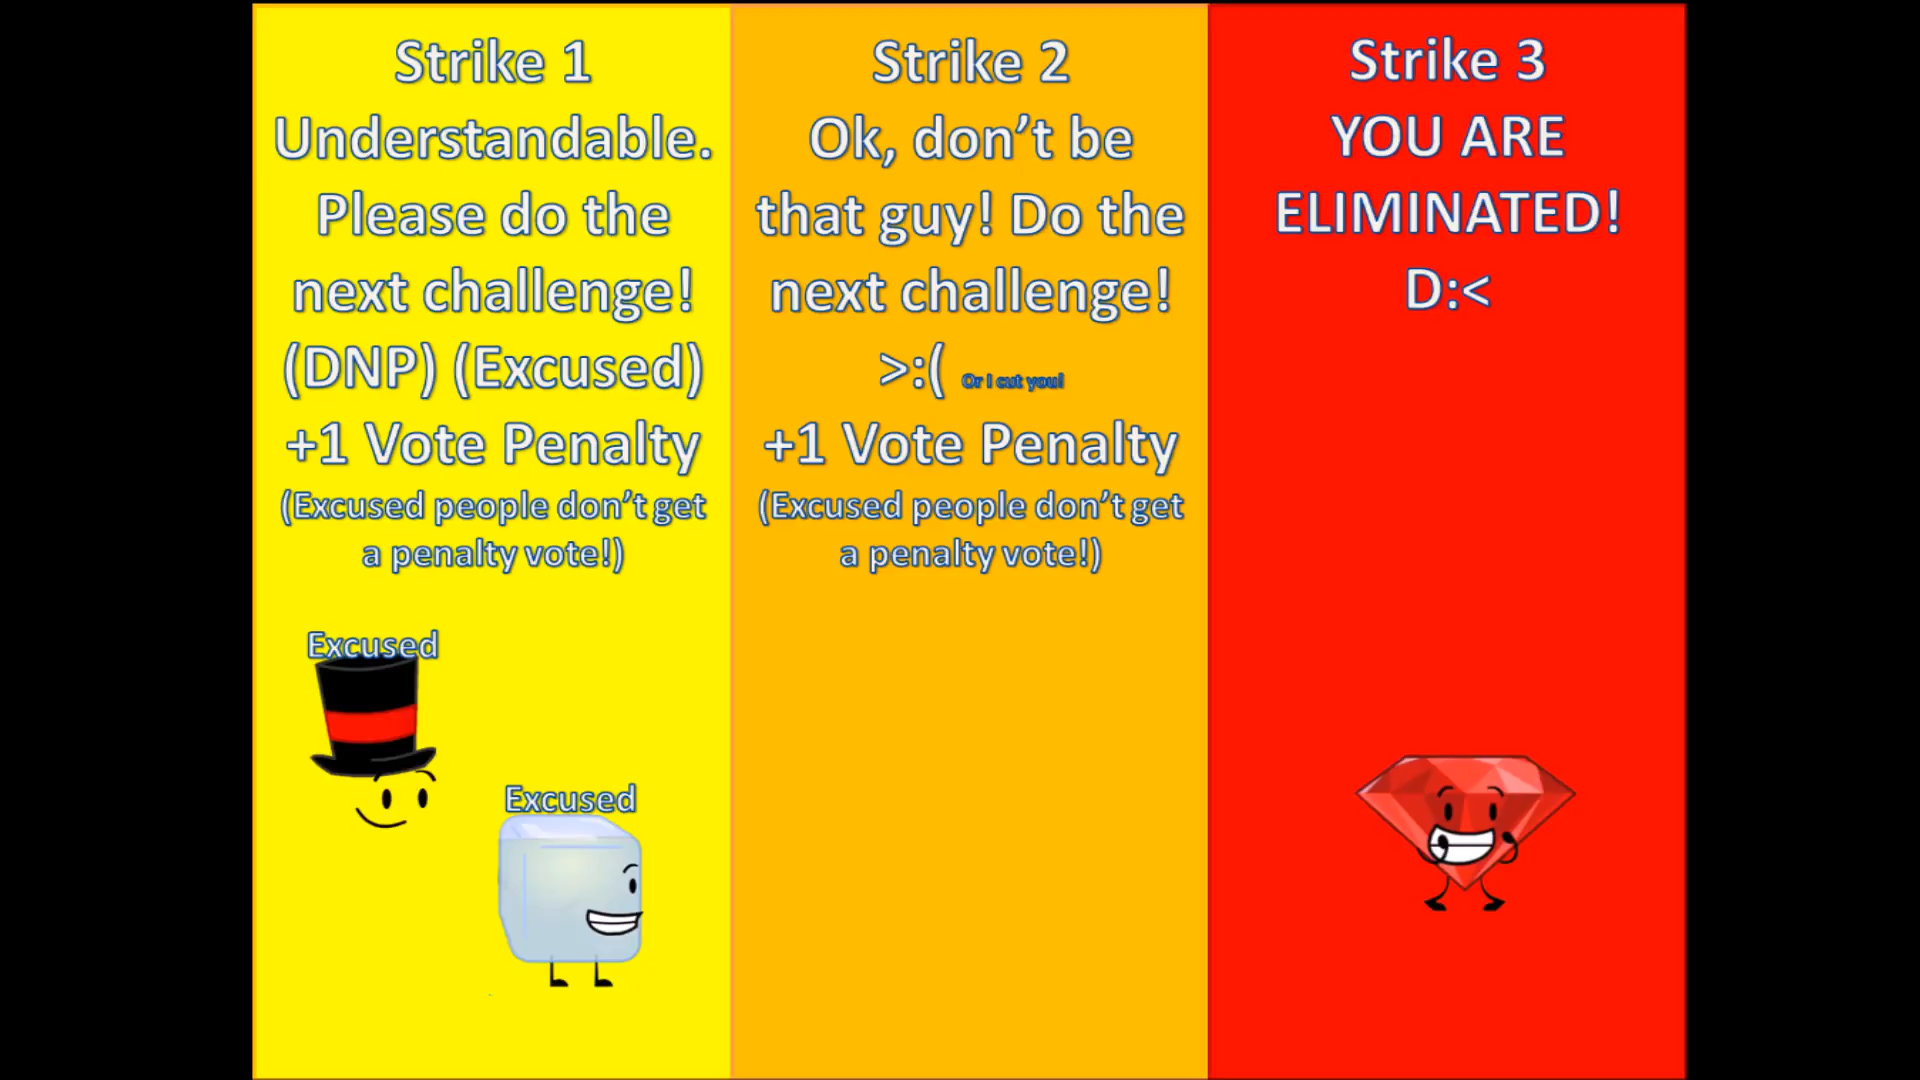 Strike 1
Understandable.
Please do the
next challenge!
(DNP) (Excused)
+1 Vote Penalty
(Excused people don't get
a penalty vote!)
Excused
Excused
Strike 2
Ok, don't be
that guy! Do the
next challenge!
>:( Or I cut you!
+1 Vote Penalty
(Excused people don't get
a penalty vote!)
Strike 3
YOU ARE
ELIMINATED!
D:<